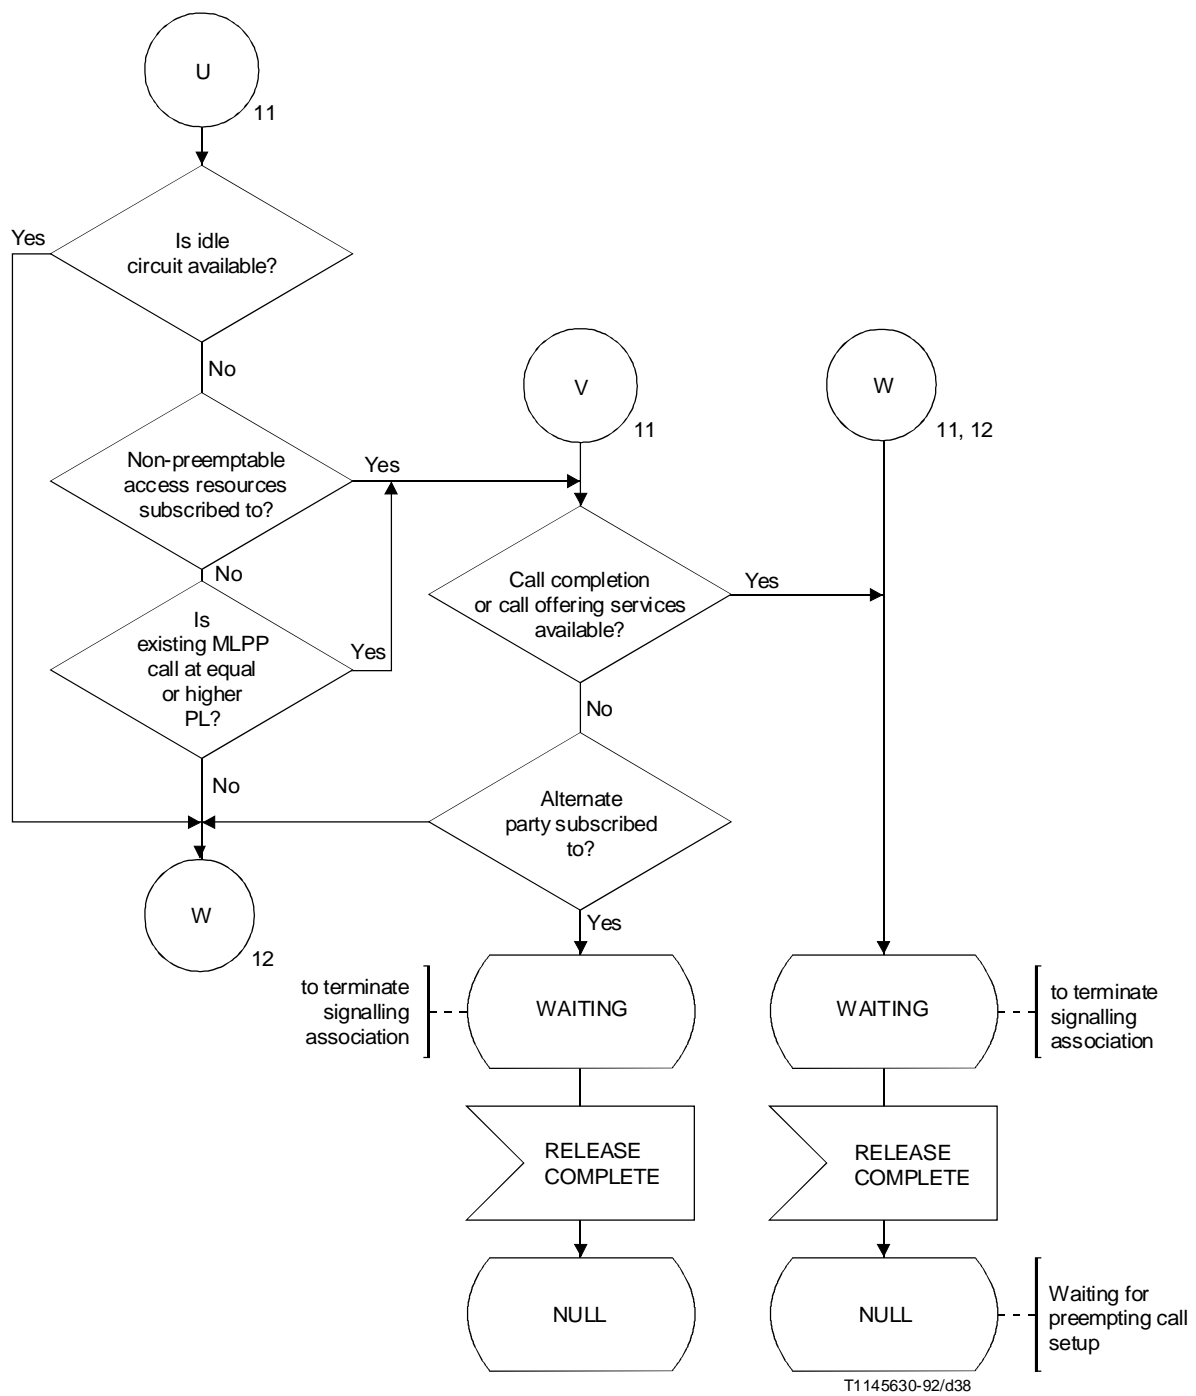 U
11
Yes
Is idle
circuit available?
No
V
11
W
11, 12
Non-preemptable
access resources
subscribed to?
Yes
No
Is
existing MLPP
call at equal
or higher
PL?
Yes
Call completion
or call offering services
available?
Yes
No
No
Alternate
party subscribed
to?
W
12
Yes
to terminate
signalling
association
WAITING
WAITING
to terminate
signalling
association
RELEASE
COMPLETE
RELEASE
COMPLETE
NULL
NULL
Waiting for
preempting call
setup
T1145630-92/d38